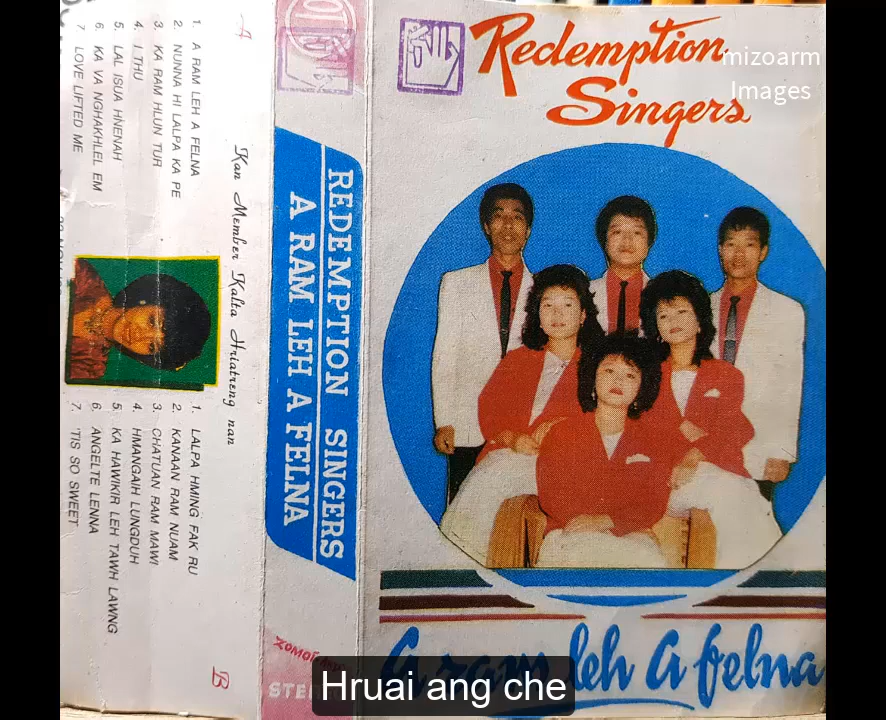 Redemption
Singers
mizoarm
Images
A
1. A RAM LEH A FELNA
2. NUNNA HI LALPA KA PE
3. KA RAM HLUN TUR
4. I THU
5. LAL ISUA HNENAH
6. KA VA NGHAKHLEL EM
7 LOVE LIFTED ME
Kan Member Kalta Hriatreng nan
1. LALPA HMING FAK RU
2. KANAAN RAM NUAM
3. CHATUAN RAM MAWI
4. HMANGAIH LUNGDUH
5. KA HAWIKIR LEH TAWH LAWNG
6. ANGELTE LENNA
7. 'TIS SO SWEET
B
REDEMPTION SINGERS
A RAM LEH A FELNA
A ram leh A felna
Hruai ang che